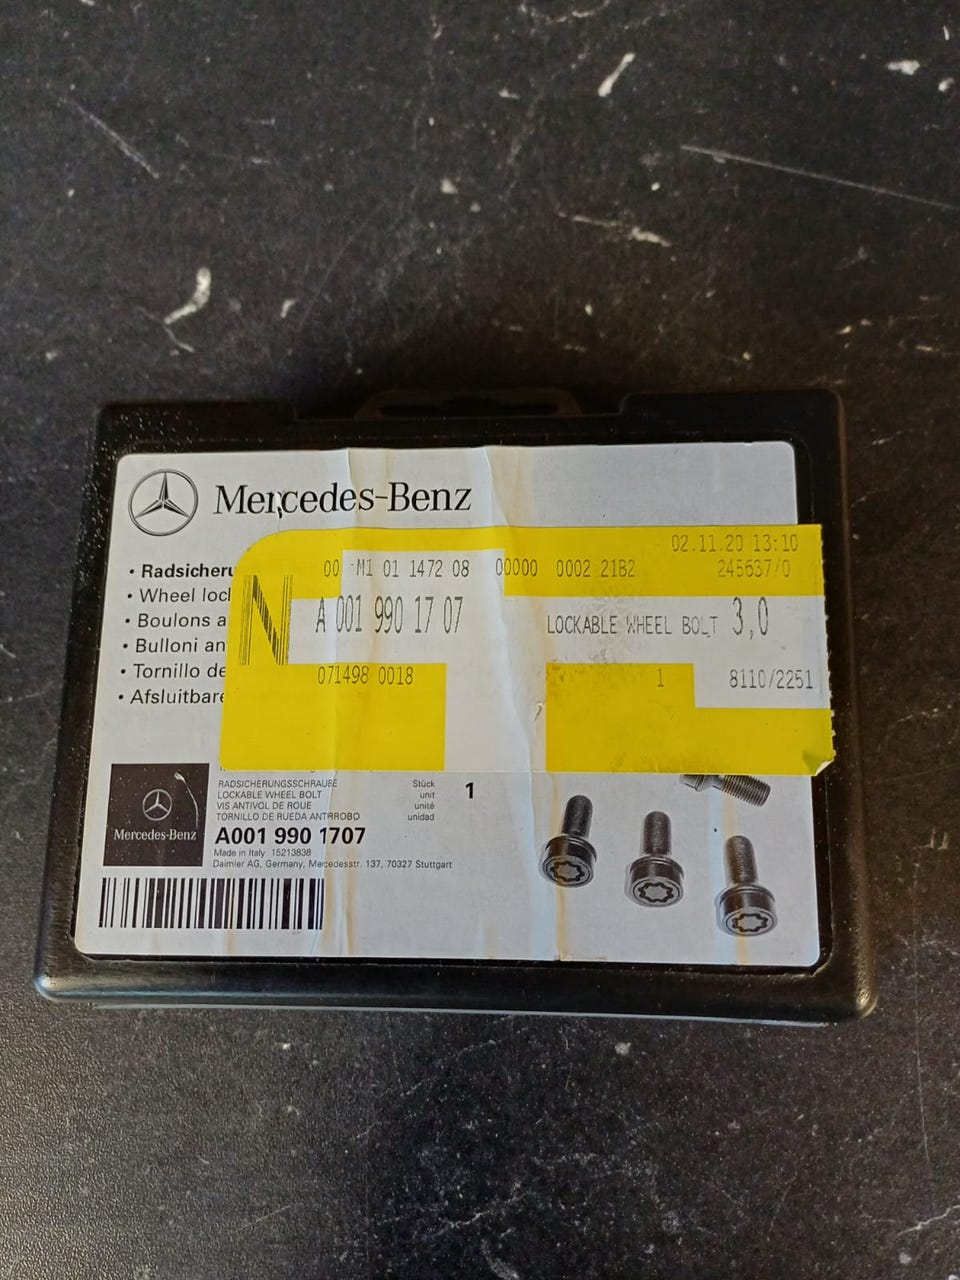 Mercedes-Benz
02.11.20 13:10
00 M1 01 1472 08 00000 0002 21B2 245637/0
• Radsicheru
• Wheel loc
• Boulons a
• Bulloni an
• Tornillo de
• Afsluitbare
N
A 001 990 17 07 LOCKABLE WHEEL BOLT 3,0
071498 0018 1 8110/2251
RADSICHERUNGSSCHRAUBE Stück
LOCKABLE WHEEL BOLT unit 1
VIS ANTIVOL DE ROUE unité
TORNILLO DE RUEDA ANTRROBO unidad
Mercedes-Benz
A001 990 1707
Made in Italy 15213838
Daimler AG, Germany, Mercedesstr. 137, 70327 Stuttgart